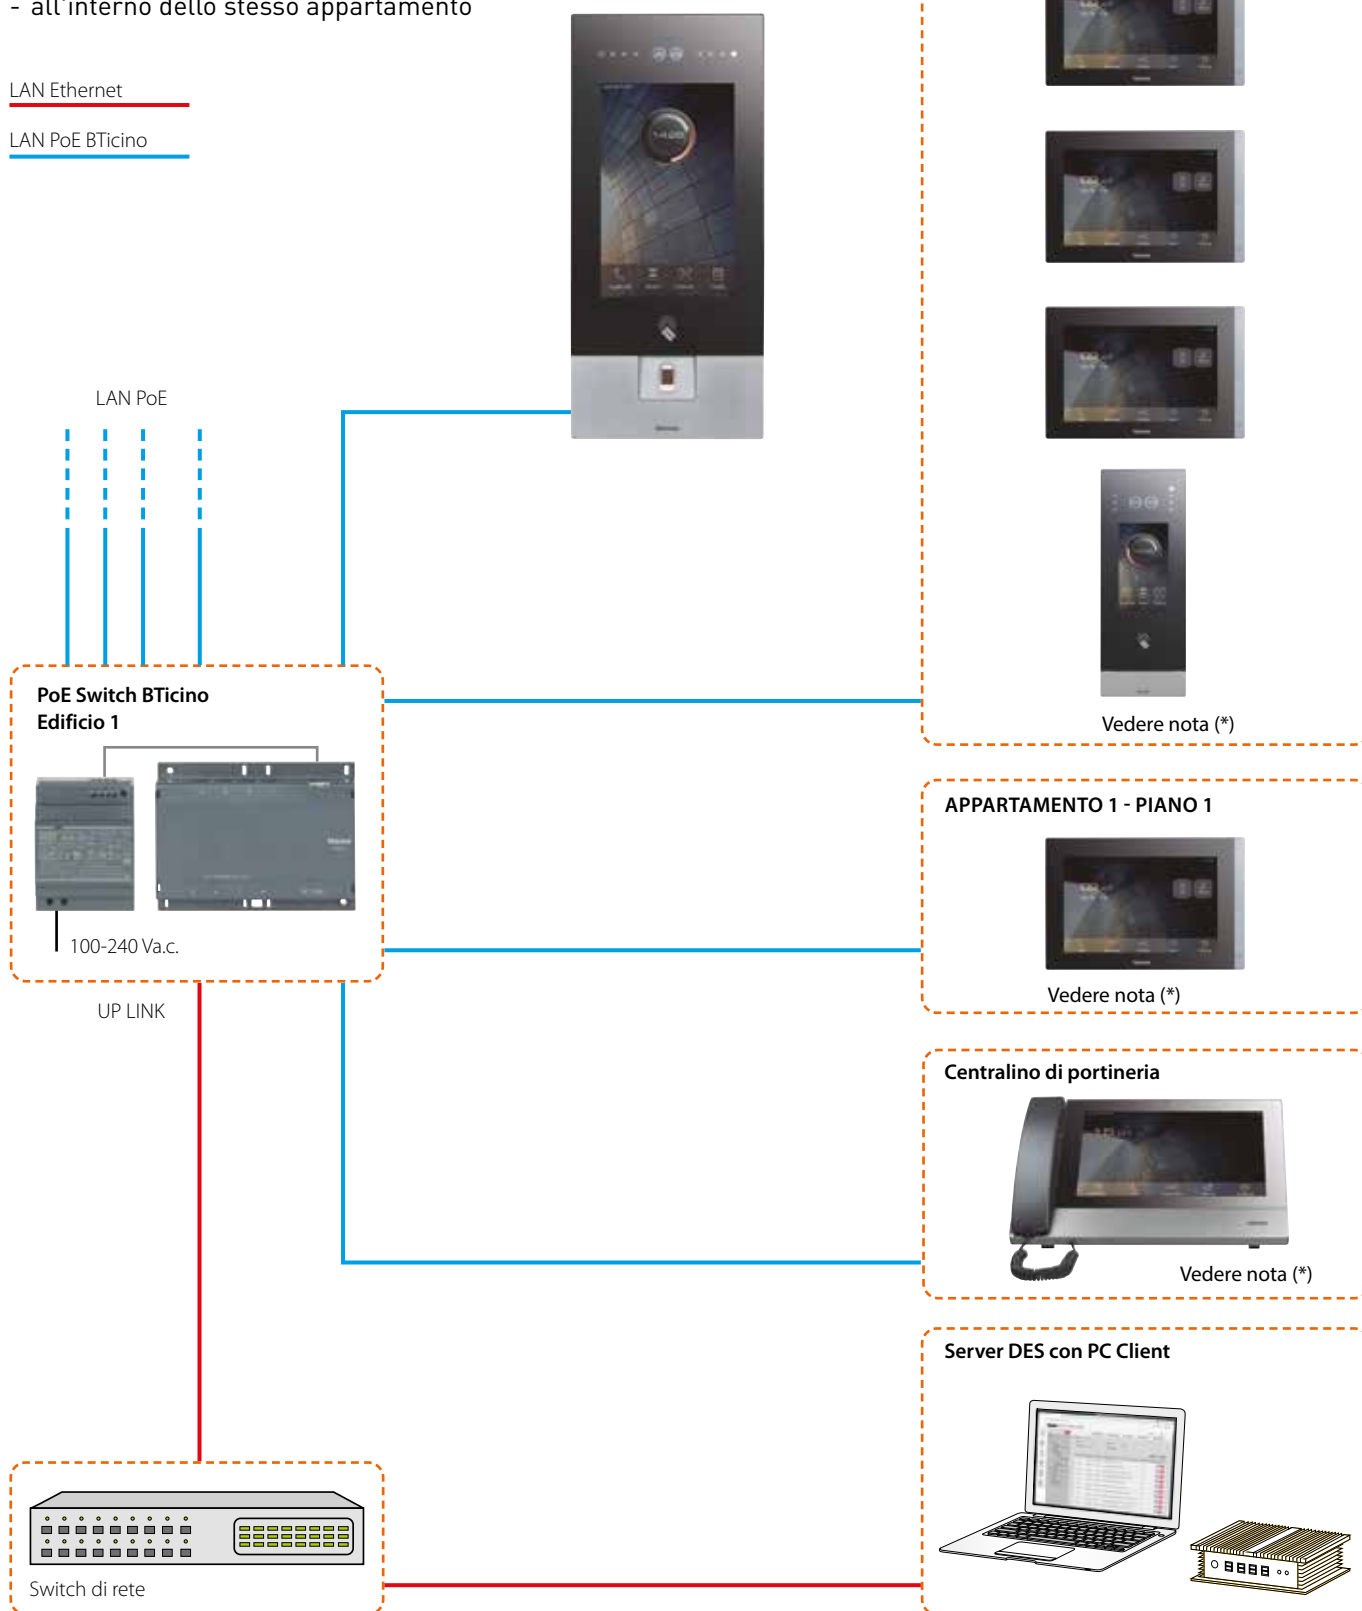 - all'interno dello stesso appartamento
LAN Ethernet
LAN PoE BTicino
LAN PoE
Vedere nota (*)
PoE Switch BTicino
Edificio 1
100-240 Va.c.
APPARTAMENTO 1 - PIANO 1
Vedere nota (*)
UP LINK
Centralino di portineria
Vedere nota (*)
Server DES con PC Client
Switch di rete